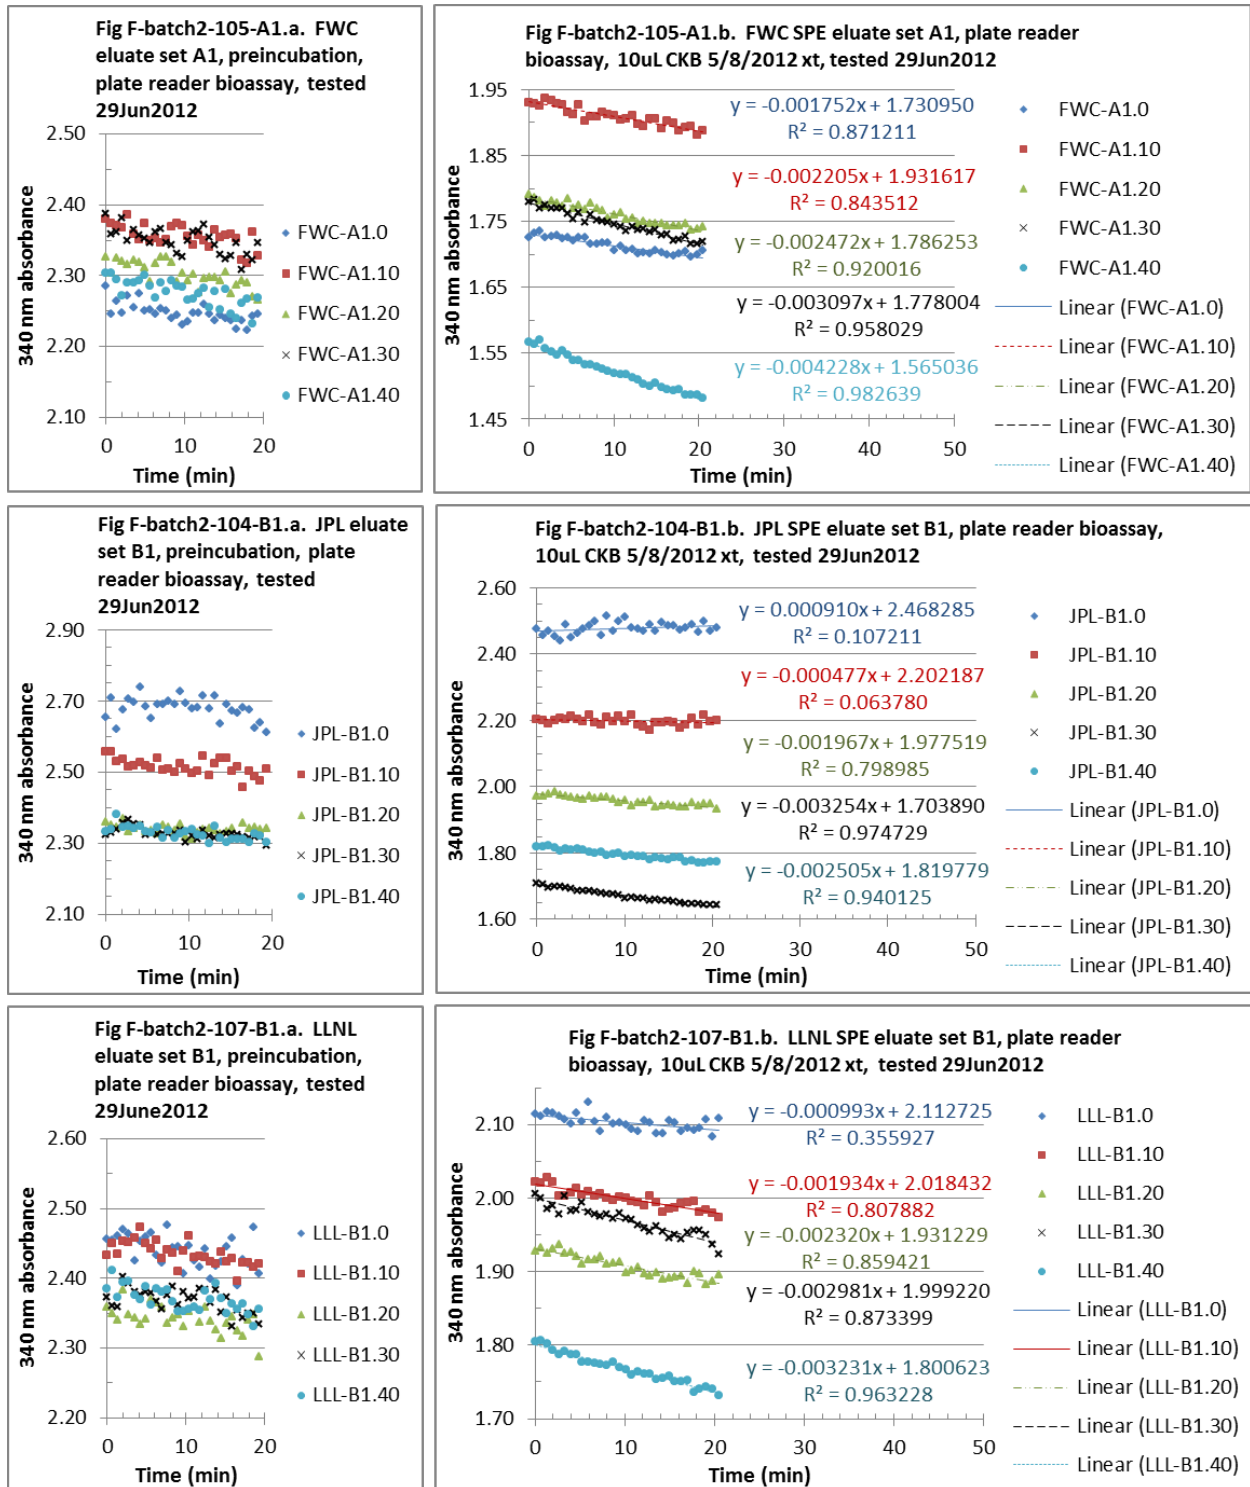 Fig F-batch2-105-A1.a. FWC
eluate set A1, preincubation,
plate reader bioassay, tested
29Jun2012
340 nm absorbance
2.50
2.40
2.30
2.20
2.10
0 10 20
Time (min)
FWC-A1.0
FWC-A1.10
FWC-A1.20
FWC-A1.30
FWC-A1.40
Fig F-batch2-105-A1.b. FWC SPE eluate set A1, plate reader
bioassay, 10uL CKB 5/8/2012 xt, tested 29Jun2012
340 nm absorbance
1.95
1.85
1.75
1.65
1.55
1.45
0 10 20 30 40 50
Time (min)
y = -0.001752x + 1.730950
R² = 0.871211
y = -0.002205x + 1.931617
R² = 0.843512
y = -0.002472x + 1.786253
R² = 0.920016
y = -0.003097x + 1.778004
R² = 0.958029
y = -0.004228x + 1.565036
R² = 0.982639
FWC-A1.0
FWC-A1.10
FWC-A1.20
FWC-A1.30
FWC-A1.40
Linear (FWC-A1.0)
Linear (FWC-A1.10)
Linear (FWC-A1.20)
Linear (FWC-A1.30)
Linear (FWC-A1.40)
Fig F-batch2-104-B1.a. JPL eluate
set B1, preincubation, plate
reader bioassay, tested
29Jun2012
340 nm absorbance
2.90
2.70
2.50
2.30
2.10
0 10 20
Time (min)
JPL-B1.0
JPL-B1.10
JPL-B1.20
JPL-B1.30
JPL-B1.40
Fig F-batch2-104-B1.b. JPL SPE eluate set B1, plate reader bioassay,
10uL CKB 5/8/2012 xt, tested 29Jun2012
340 nm absorbance
2.60
2.40
2.20
2.00
1.80
1.60
0 10 20 30 40 50
Time (min)
y = 0.000910x + 2.468285
R² = 0.107211
y = -0.000477x + 2.202187
R² = 0.063780
y = -0.001967x + 1.977519
R² = 0.798985
y = -0.003254x + 1.703890
R² = 0.974729
y = -0.002505x + 1.819779
R² = 0.940125
JPL-B1.0
JPL-B1.10
JPL-B1.20
JPL-B1.30
JPL-B1.40
Linear (JPL-B1.0)
Linear (JPL-B1.10)
Linear (JPL-B1.20)
Linear (JPL-B1.30)
Linear (JPL-B1.40)
Fig F-batch2-107-B1.a. LLNL
eluate set B1, preincubation,
plate reader bioassay, tested
29June2012
340 nm absorbance
2.60
2.50
2.40
2.30
2.20
0 10 20
Time (min)
LLL-B1.0
LLL-B1.10
LLL-B1.20
LLL-B1.30
LLL-B1.40
Fig F-batch2-107-B1.b. LLNL SPE eluate set B1, plate reader
bioassay, 10uL CKB 5/8/2012 xt, tested 29Jun2012
340 nm absorbance
2.10
2.00
1.90
1.80
1.70
0 10 20 30 40 50
Time (min)
y = -0.000993x + 2.112725
R² = 0.355927
y = -0.001934x + 2.018432
R² = 0.807882
y = -0.002320x + 1.931229
R² = 0.859421
y = -0.002981x + 1.999220
R² = 0.873399
y = -0.003231x + 1.800623
R² = 0.963228
LLL-B1.0
LLL-B1.10
LLL-B1.20
LLL-B1.30
LLL-B1.40
Linear (LLL-B1.0)
Linear (LLL-B1.10)
Linear (LLL-B1.20)
Linear (LLL-B1.30)
Linear (LLL-B1.40)